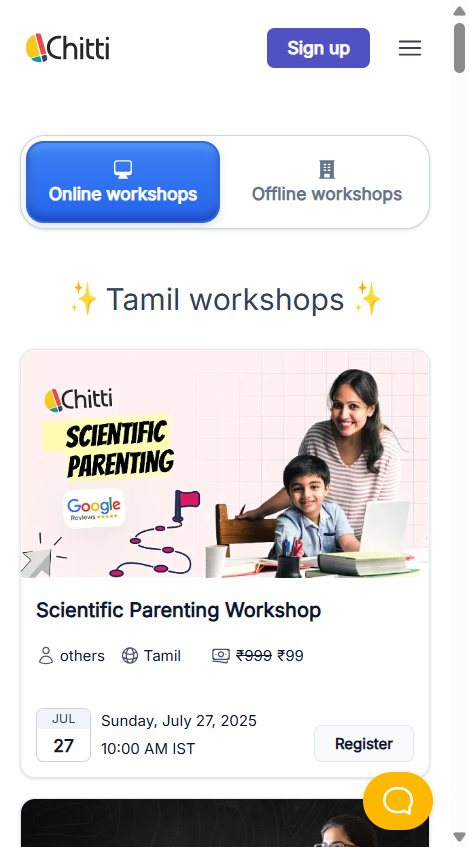 Chitti
Sign up
Online workshops
Offline workshops
✨ Tamil workshops ✨
Chitti
SCIENTIFIC
PARENTING
Google
Reviews ★★★★★
Scientific Parenting Workshop
others
Tamil
₹999 ₹99
JUL
27
Sunday, July 27, 2025
10:00 AM IST
Register